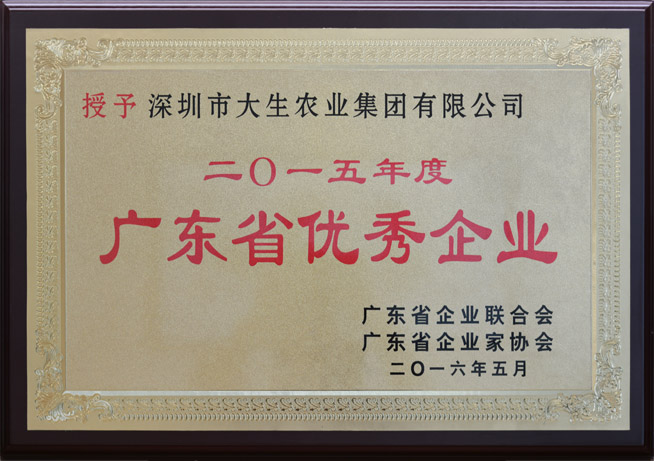 授予 深圳市大生农业集团有限公司
二〇一五年度
广东省优秀企业
广东省企业联合会
广东省企业家协会
二〇一六年五月